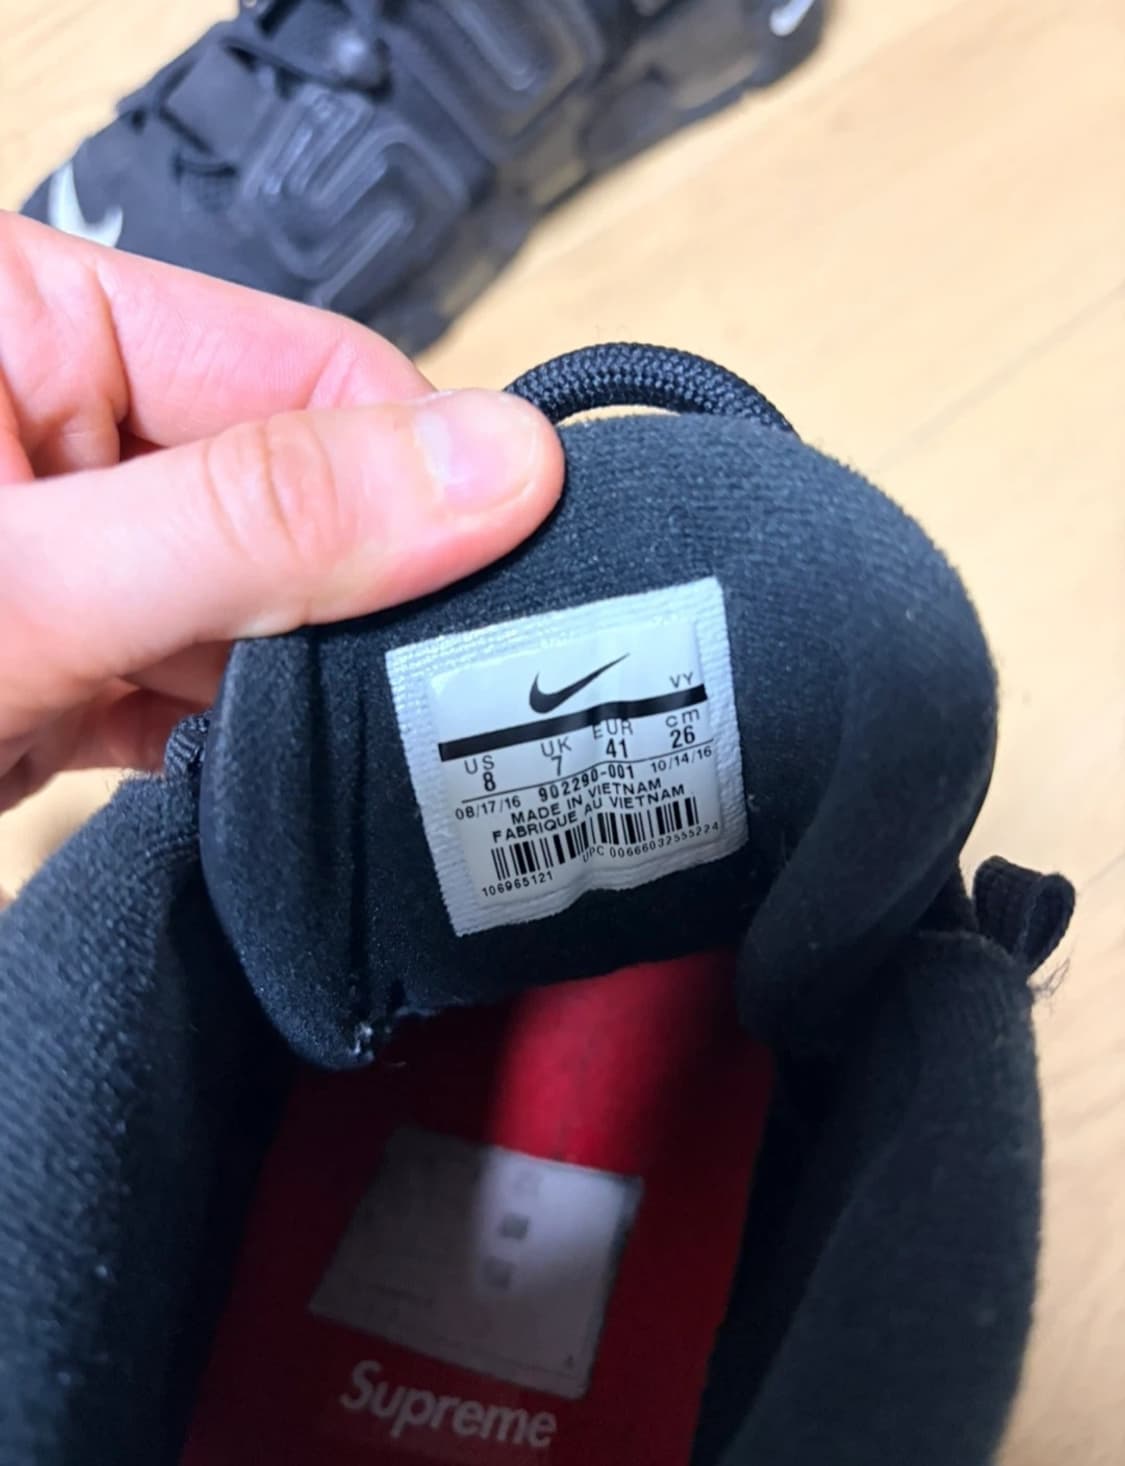 VY
US UK EUR cm
8 7 41 26
08/17/16 902290-001 10/14/16
MADE IN VIETNAM
FABRIQUE AU VIETNAM
UPC 00666032555224
106965121
Supreme